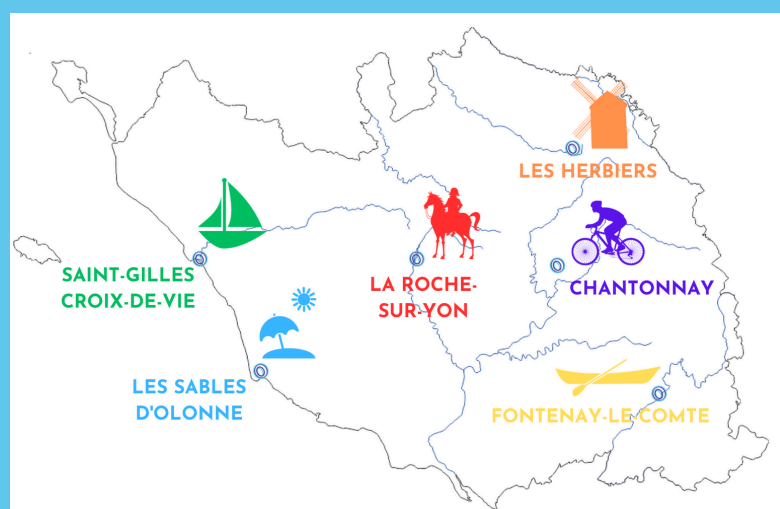 LES HERBIERS
SAINT-GILLES
CROIX-DE-VIE
LA ROCHE-
SUR-YON
CHANTONNAY
LES SABLES
D'OLONNE
FONTENAY-LE COMTE